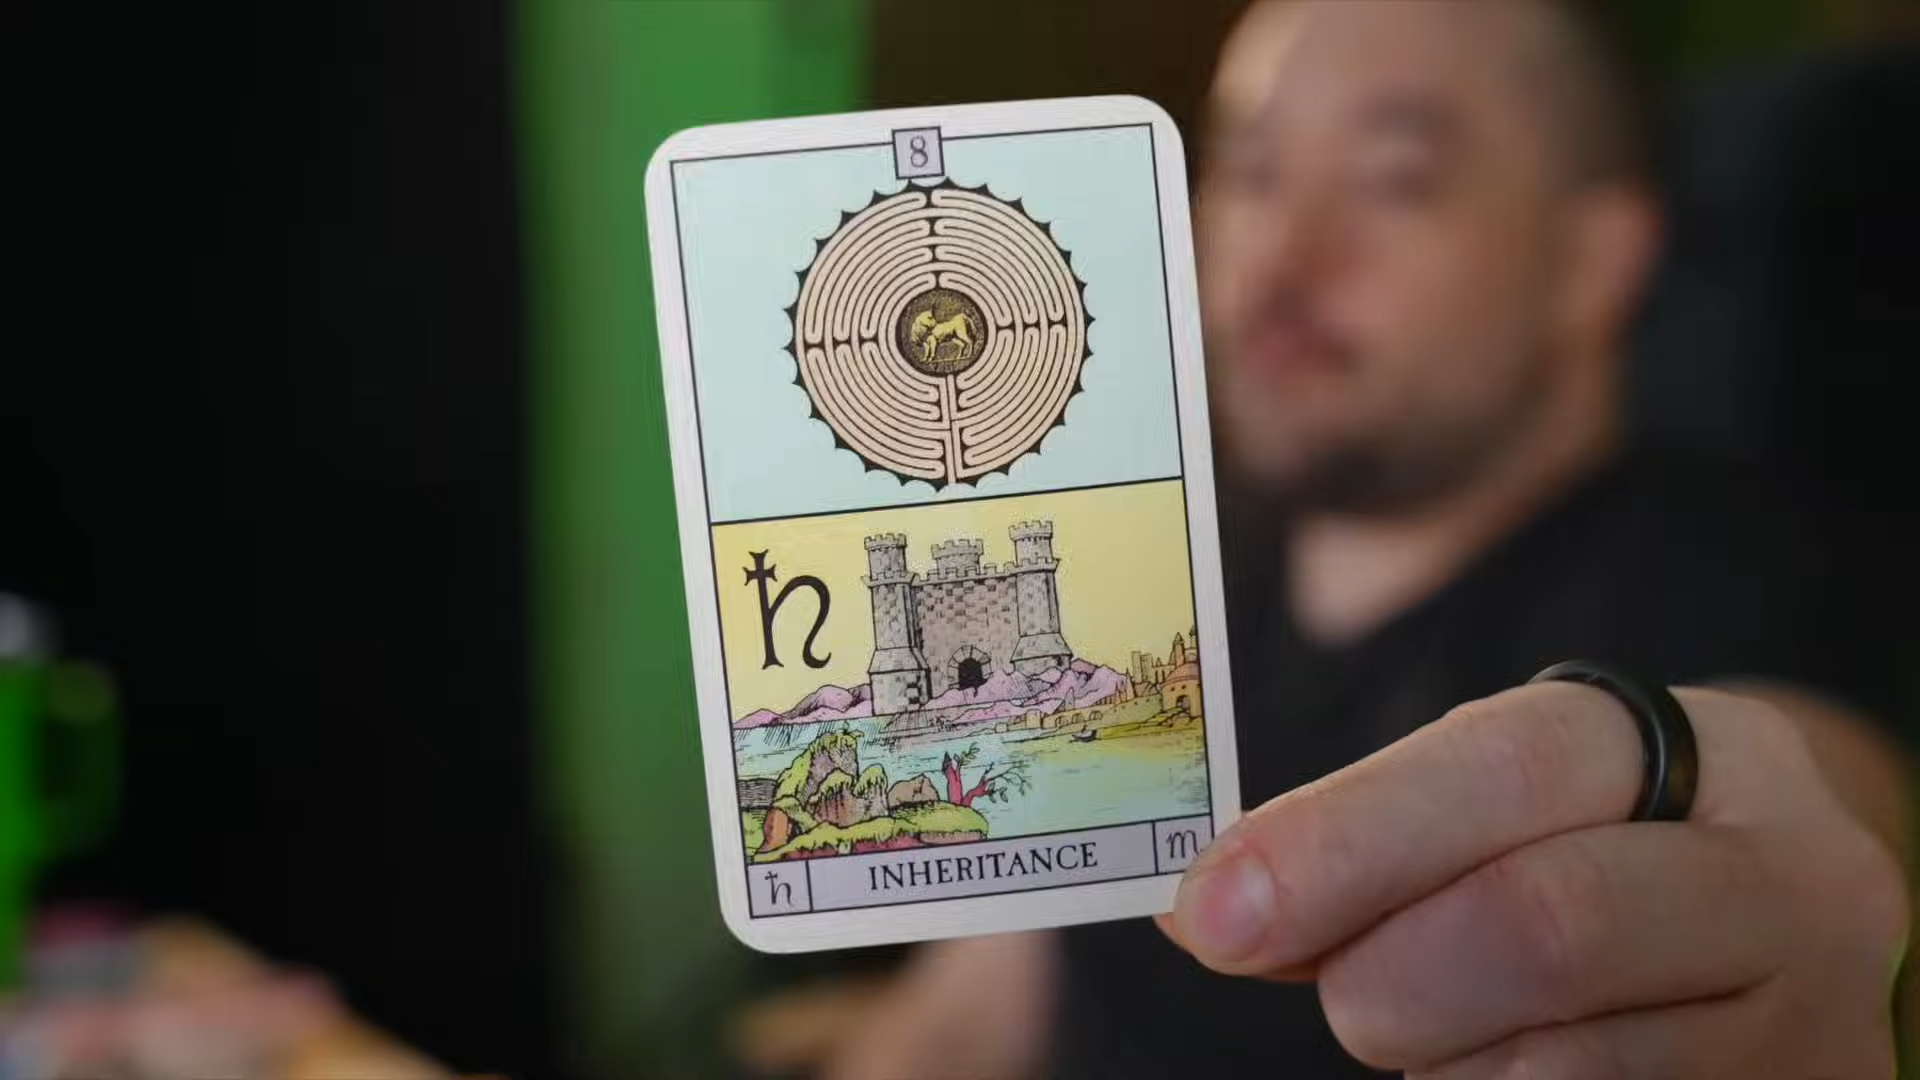 8
♄
♄ INHERITANCE ♏